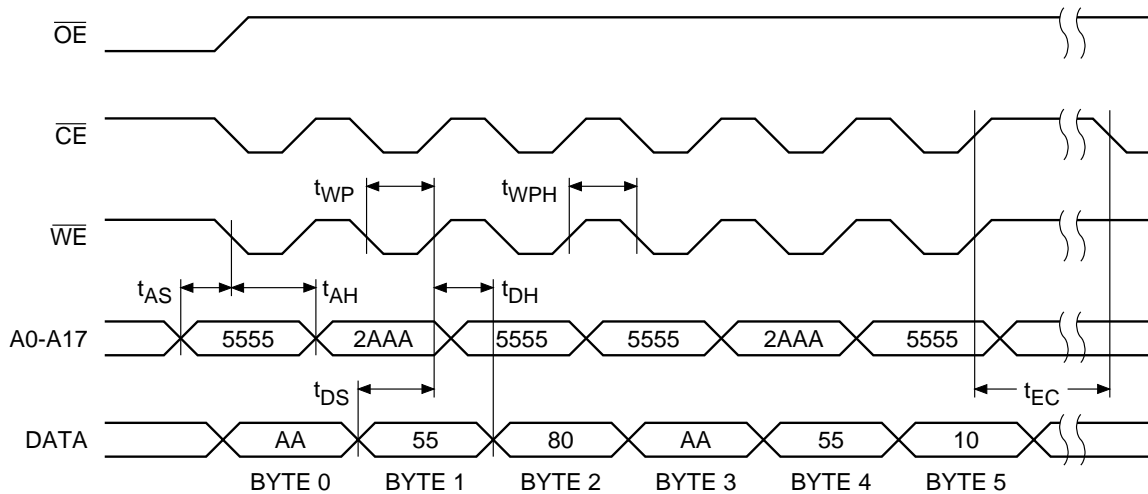 OE
CE
tWP
tWPH
WE
tAS
tAH
tDH
A0-A17
5555
2AAA
5555
5555
2AAA
5555
tDS
tEC
DATA
AA
55
80
AA
55
10
BYTE 0
BYTE 1
BYTE 2
BYTE 3
BYTE 4
BYTE 5